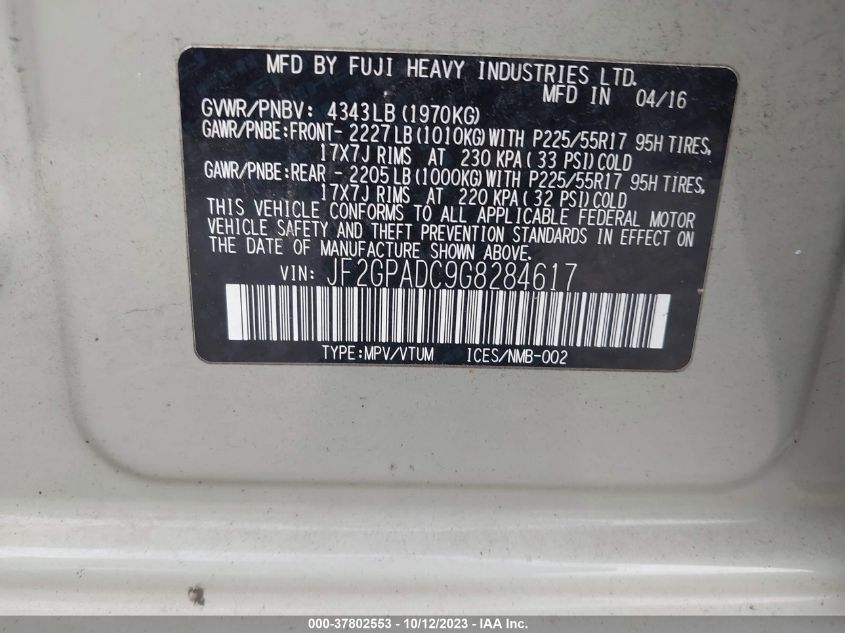 MFD BY FUJI HEAVY INDUSTRIES LTD.
MFD IN 04/16
GVWR/PNBV: 4343LB (1970KG)
GAWR/PNBE:FRONT- 2227LB(1010KG)WITH P225/55R17 95H TIRES,
17X7J RIMS AT 230 KPA(33 PSI)COLD
GAWR/PNBE:REAR - 2205LB(1000KG)WITH P225/55R17 95H TIRES,
17X7J RIMS AT 220 KPA(32 PSI)COLD
THIS VEHICLE CONFORMS TO ALL APPLICABLE FEDERAL MOTOR
VEHICLE SAFETY AND THEFT PREVENTION STANDARDS IN EFFECT ON
THE DATE OF MANUFACTURE SHOWN ABOVE.
VIN: JF2GPADC9G8284617
TYPE:MPV/VTUM ICES/NMB-002
000-37802553 - 10/12/2023 - IAA Inc.